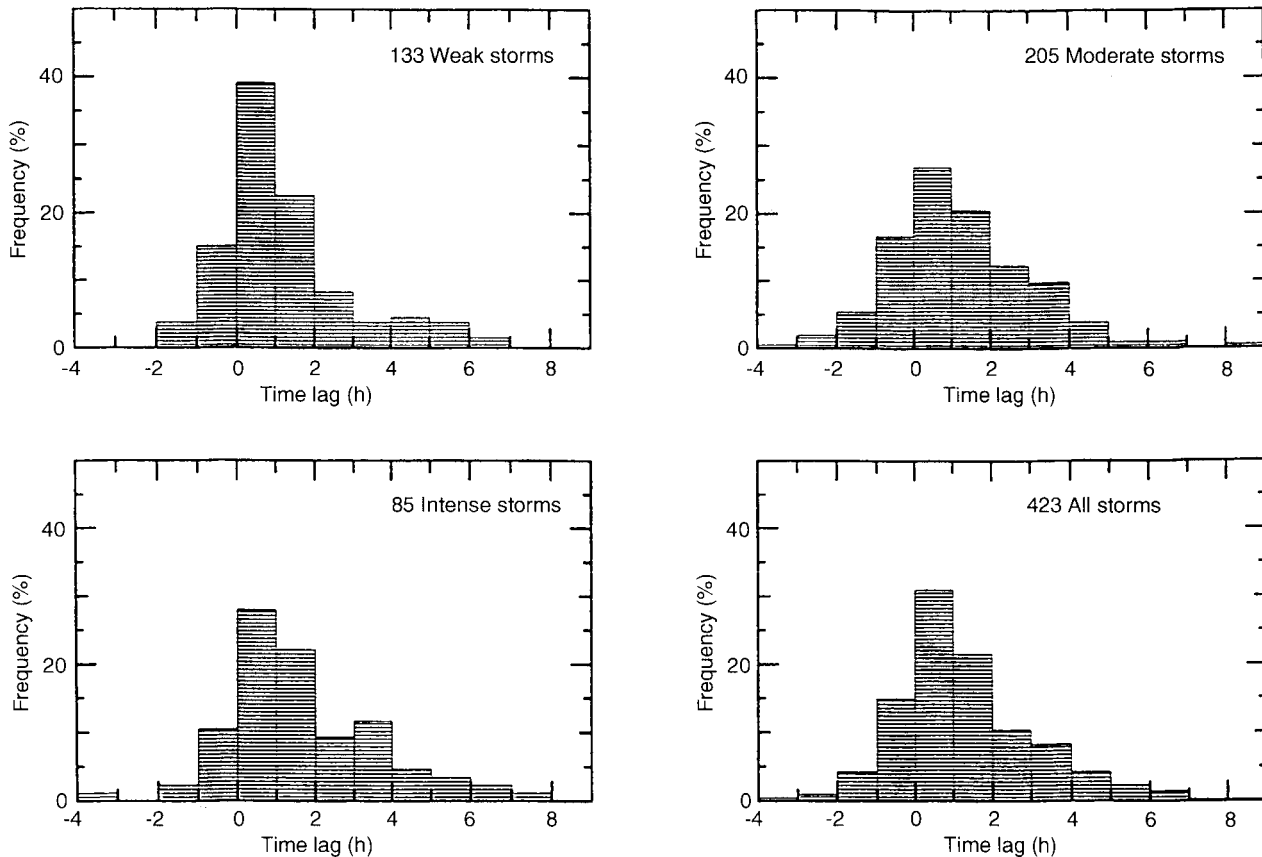 133 Weak storms
Frequency (%)
40
20
0
-4 -2 0 2 4 6 8
Time lag (h)
205 Moderate storms
Frequency (%)
40
20
0
-4 -2 0 2 4 6 8
Time lag (h)
85 Intense storms
Frequency (%)
40
20
0
-4 -2 0 2 4 6 8
Time lag (h)
423 All storms
Frequency (%)
40
20
0
-4 -2 0 2 4 6 8
Time lag (h)